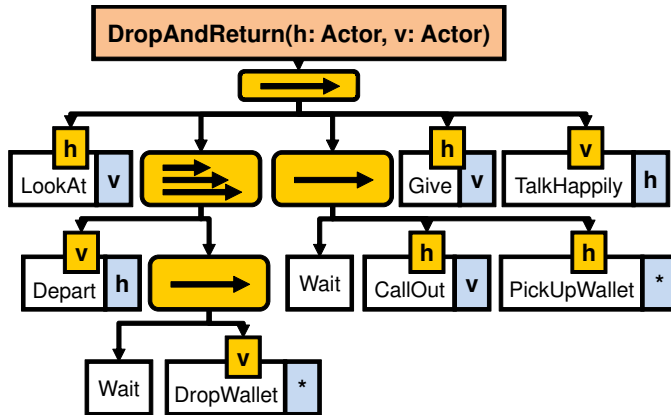 DropAndReturn(h: Actor, v: Actor)
h
LookAt v
h
Give v
v
TalkHappily h
v
Depart h
Wait
h
CallOut v
h
PickUpWallet *
Wait
v
DropWallet *